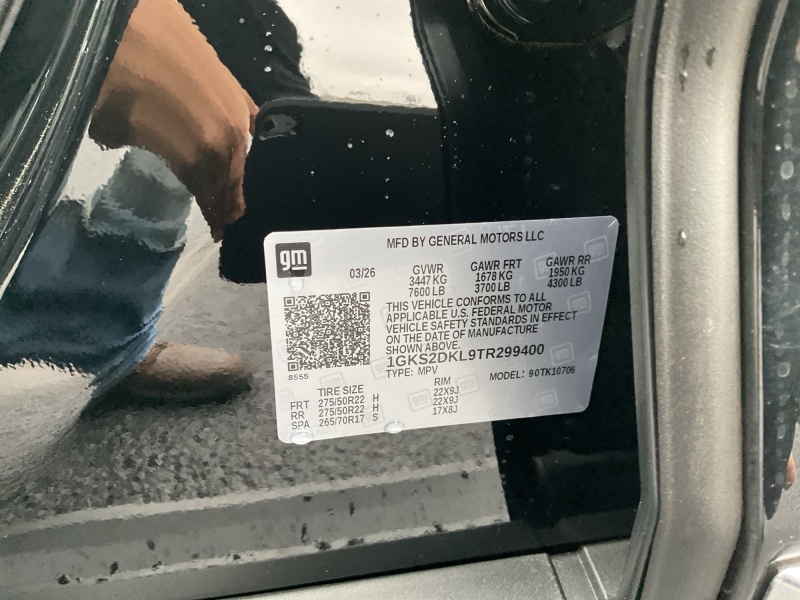 MFD BY GENERAL MOTORS LLC
gm
03/26 GVWR GAWR FRT GAWR RR
3447 KG 1678 KG 1950 KG
7600 LB 3700 LB 4300 LB
THIS VEHICLE CONFORMS TO ALL
APPLICABLE U.S. FEDERAL MOTOR
VEHICLE SAFETY STANDARDS IN EFFECT
ON THE DATE OF MANUFACTURE
SHOWN ABOVE.
1GKS2DKL9TR299400
8555
TYPE: MPV MODEL: 90TK10706
TIRE SIZE RIM
FRT 275/50R22 H 22X9J
RR 275/50R22 H 22X9J
SPA 265/70R17 S 17X8J